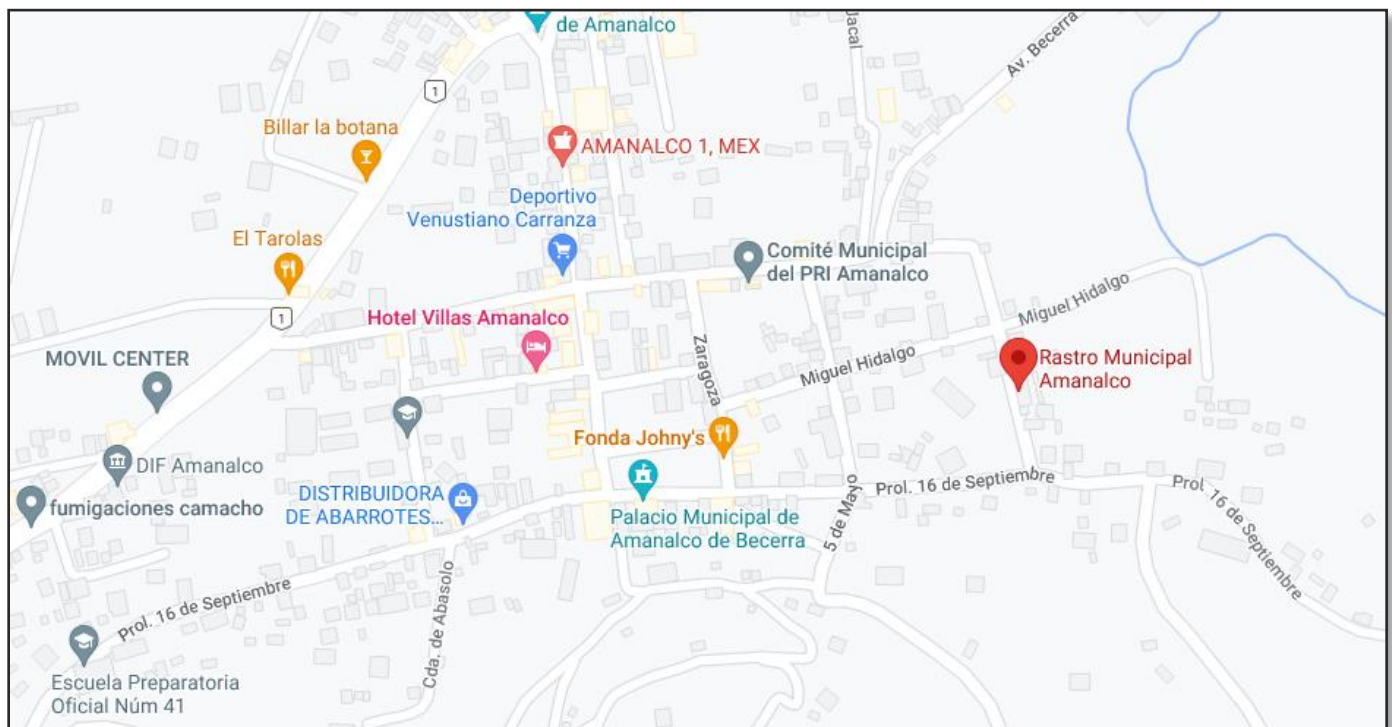 de Amanalco
Jacal
Av. Becerra
1
Billar la botana
AMANALCO 1, MEX
Deportivo
Venustiano Carranza
El Tarolas
Comité Municipal
del PRI Amanalco
1
Hotel Villas Amanalco
Miguel Hidalgo
MOVIL CENTER
Zaragoza
Miguel Hidalgo
Rastro Municipal
Amanalco
Fonda Johny's
DIF Amanalco
fumigaciones camacho
DISTRIBUIDORA
DE ABARROTES...
Prol. 16 de Septiembre
Prol. 16 de Septiembre
Palacio Municipal de
Amanalco de Becerra
5 de Mayo
Prol. 16 de Septiembre
Cda. de Abasolo
Escuela Preparatoria
Oficial Núm 41